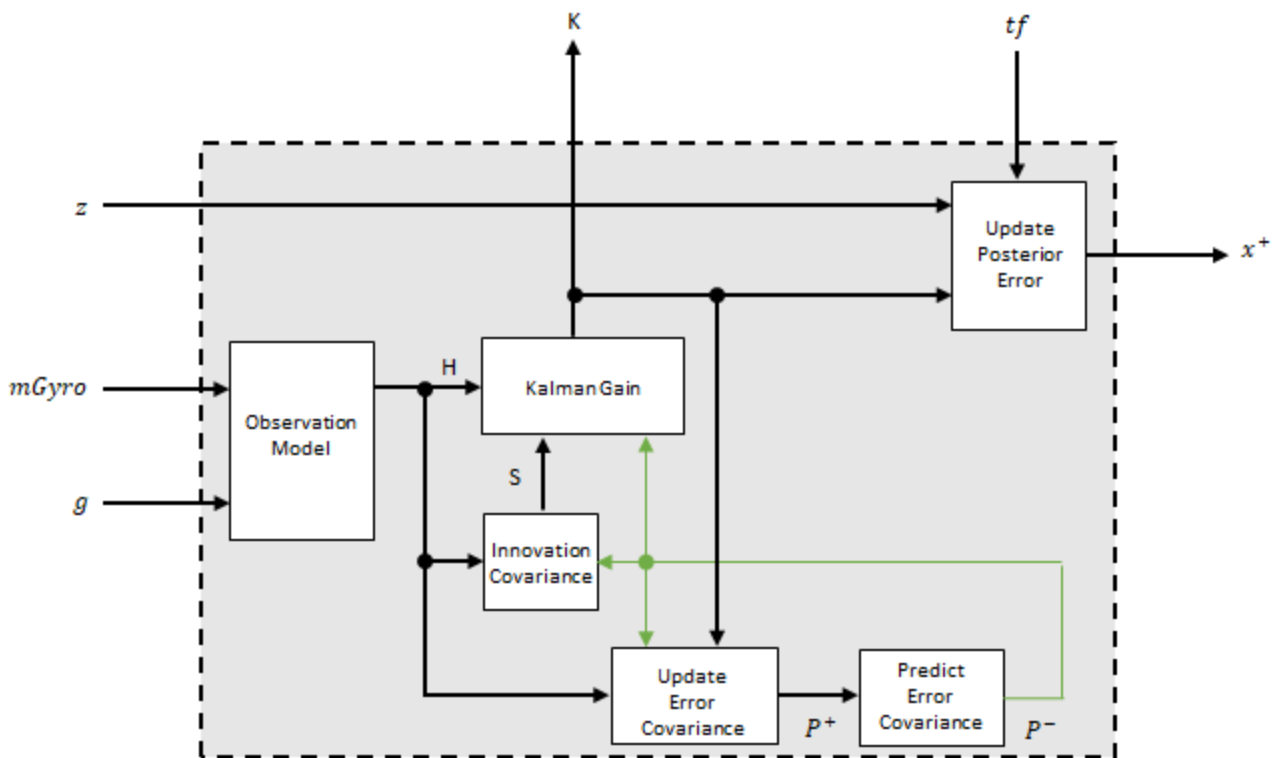 K
tf
z
Update
Posterior
Error
x⁺
mGyro
H
Kalman Gain
Observation
Model
g
S
Innovation
Covariance
Update
Error
Covariance
P⁺
Predict
Error
Covariance
P⁻